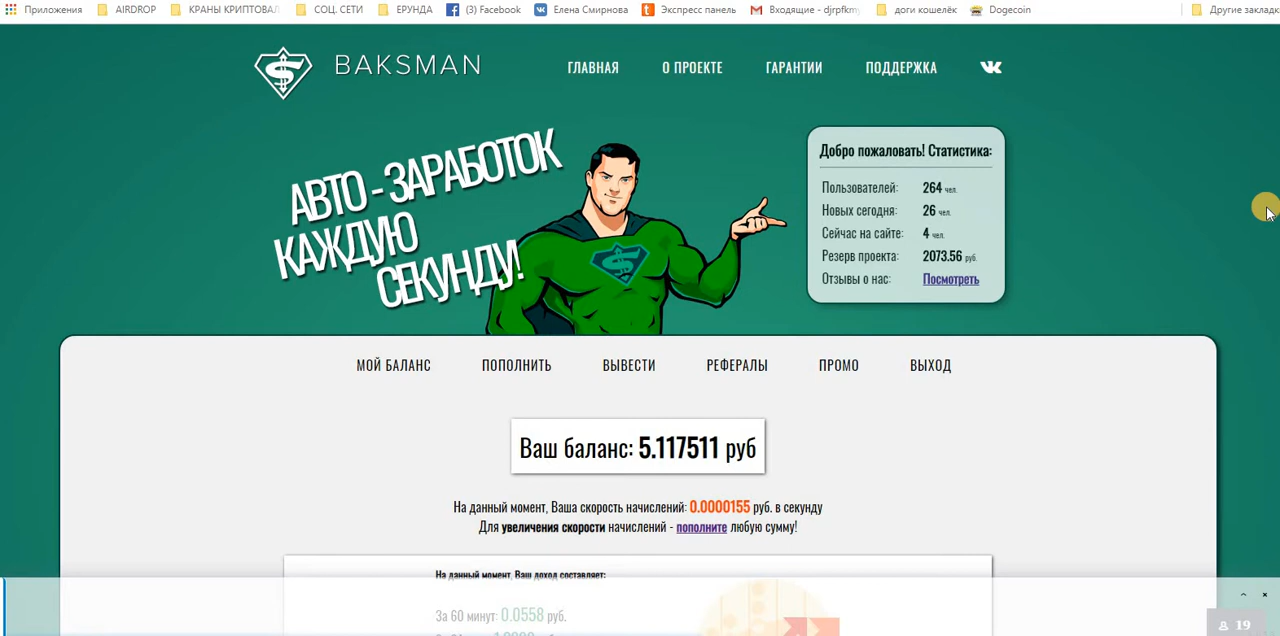 Приложения AIRDROP КРАНЫ КРИПТОВАЛ СОЦ. СЕТИ ЕРУНДА (3) Facebook Елена Смирнова Экспресс панель Входящие - djrpfkm доги кошелёк Dogecoin Другие закладк
BAKSMAN ГЛАВНАЯ О ПРОЕКТЕ ГАРАНТИИ ПОДДЕРЖКА
АВТО - ЗАРАБОТОК
КАЖДУЮ
СЕКУНДУ!
Добро пожаловать! Статистика:
Пользователей: 264 чел.
Новых сегодня: 26 чел.
Сейчас на сайте: 4 чел.
Резерв проекта: 2073.56 руб.
Отзывы о нас: Посмотреть
МОЙ БАЛАНС ПОПОЛНИТЬ ВЫВЕСТИ РЕФЕРАЛЫ ПРОМО ВЫХОД
Ваш баланс: 5.117511 руб
На данный момент, Ваша скорость начислений: 0.0000155 руб. в секунду
Для увеличения скорости начислений - пополните любую сумму!
На данный момент, Ваш доход составляет:
За 60 минут: 0.0558 руб.
19